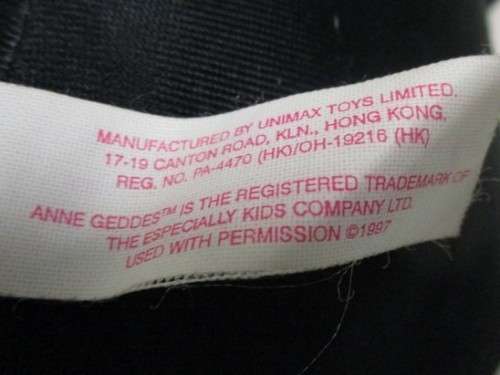 MANUFACTURED BY UNIMAX TOYS LIMITED.
17-19 CANTON ROAD, KLN., HONG KONG,
REG. NO. PA-4470 (HK)/OH-19216 (HK)
ANNE GEDDES™ IS THE REGISTERED TRADEMARK OF
THE ESPECIALLY KIDS COMPANY LTD.
USED WITH PERMISSION ©1997